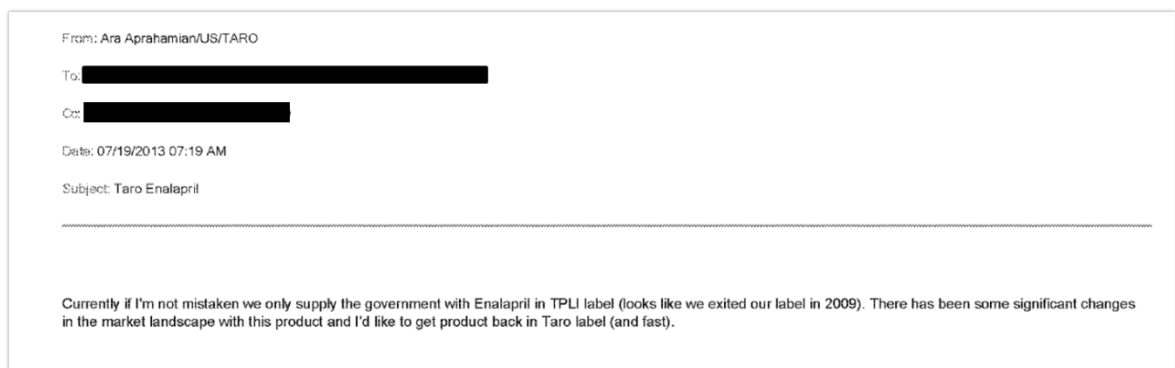 From: Ara Aprahamian/US/TARO
To:
Cc:
Date: 07/19/2013 07:19 AM
Subject: Taro Enalapril
Currently if I'm not mistaken we only supply the government with Enalapril in TPLI label (looks like we exited our label in 2009). There has been some significant changes
in the market landscape with this product and I'd like to get product back in Taro label (and fast).